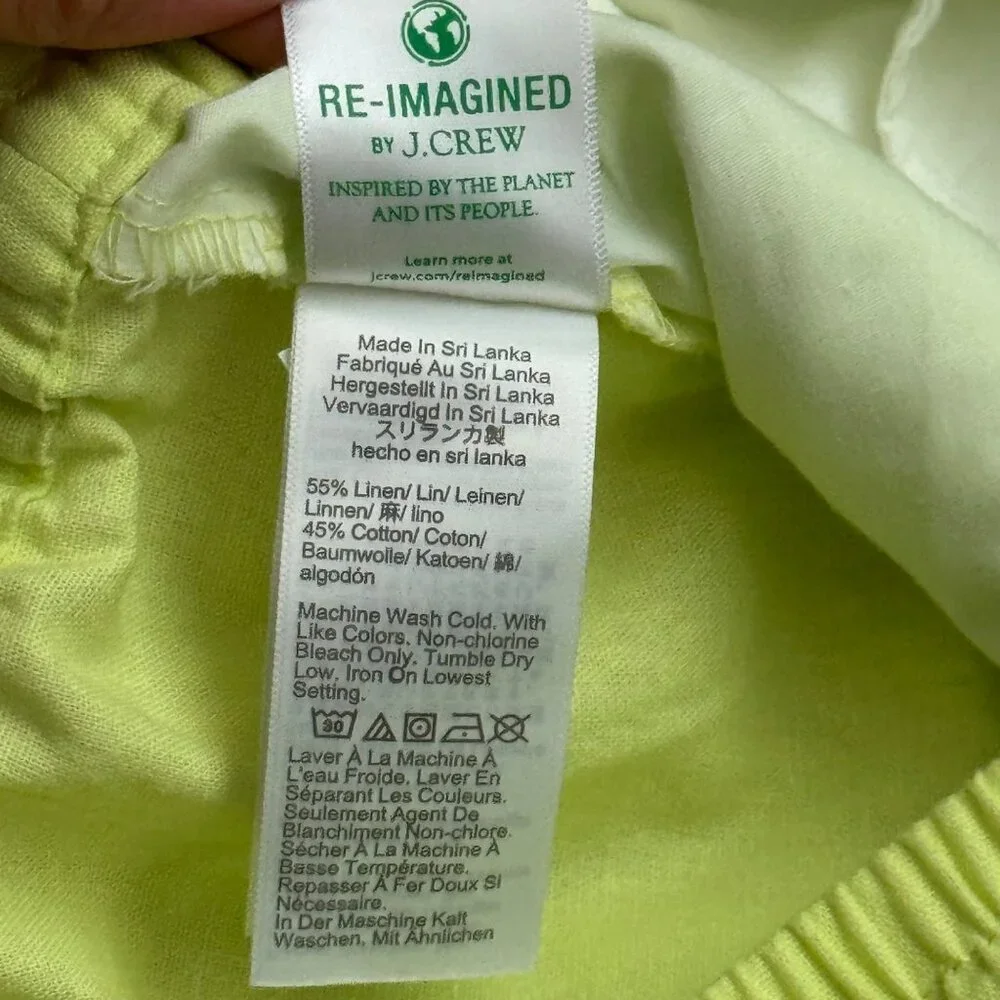 RE-IMAGINED
BY J.CREW
INSPIRED BY THE PLANET
AND ITS PEOPLE.
Learn more at
jcrew.com/reimagined
Made In Sri Lanka
Fabriqué Au Sri Lanka
Hergestellt In Sri Lanka
Vervaardigd In Sri Lanka
スリランカ製
hecho en sri lanka
55% Linen/ Lin/ Leinen/
Linnen/ 麻/ lino
45% Cotton/ Coton/
Baumwolle/ Katoen/ 綿/
algodón
Machine Wash Cold. With
Like Colors. Non-chlorine
Bleach Only. Tumble Dry
Low. Iron On Lowest
Setting.
30
Laver À La Machine À
L'eau Froide. Laver En
Séparant Les Couleurs.
Seulement Agent De
Blanchiment Non-chlore.
Sécher À La Machine À
Basse Température.
Repasser À Fer Doux Si
Nécessaire.
In Der Maschine Kalt
Waschen. Mit Ähnlichen